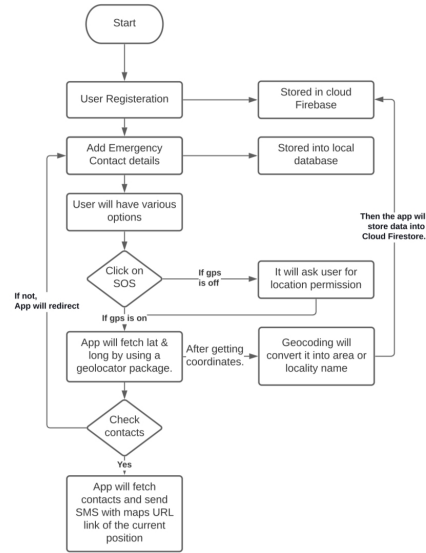 Start
User Registeration
Stored in cloud
Firebase
Add Emergency
Contact details
Stored into local
database
User will have various
options
Then the app wil
store data into
Cloud Firestore.
Click on
SOS
If gps
is off
It will ask user for
location permission
If not,
App will redirect
If gps is on
App will fetch lat &
long by using a
geolocator package.
After getting
coordinates.
Geocoding will
convert it into area or
locality name
Check
contacts
Yes
App will fetch
contacts and send
SMS with maps URL
link of the current
position